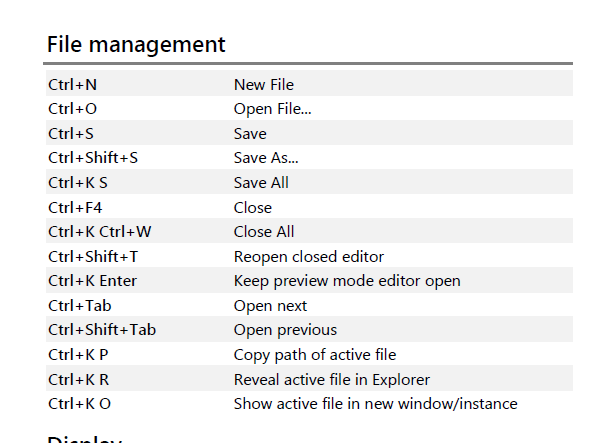 File management
Ctrl+N New File
Ctrl+O Open File...
Ctrl+S Save
Ctrl+Shift+S Save As...
Ctrl+K S Save All
Ctrl+F4 Close
Ctrl+K Ctrl+W Close All
Ctrl+Shift+T Reopen closed editor
Ctrl+K Enter Keep preview mode editor open
Ctrl+Tab Open next
Ctrl+Shift+Tab Open previous
Ctrl+K P Copy path of active file
Ctrl+K R Reveal active file in Explorer
Ctrl+K O Show active file in new window/instance
Display